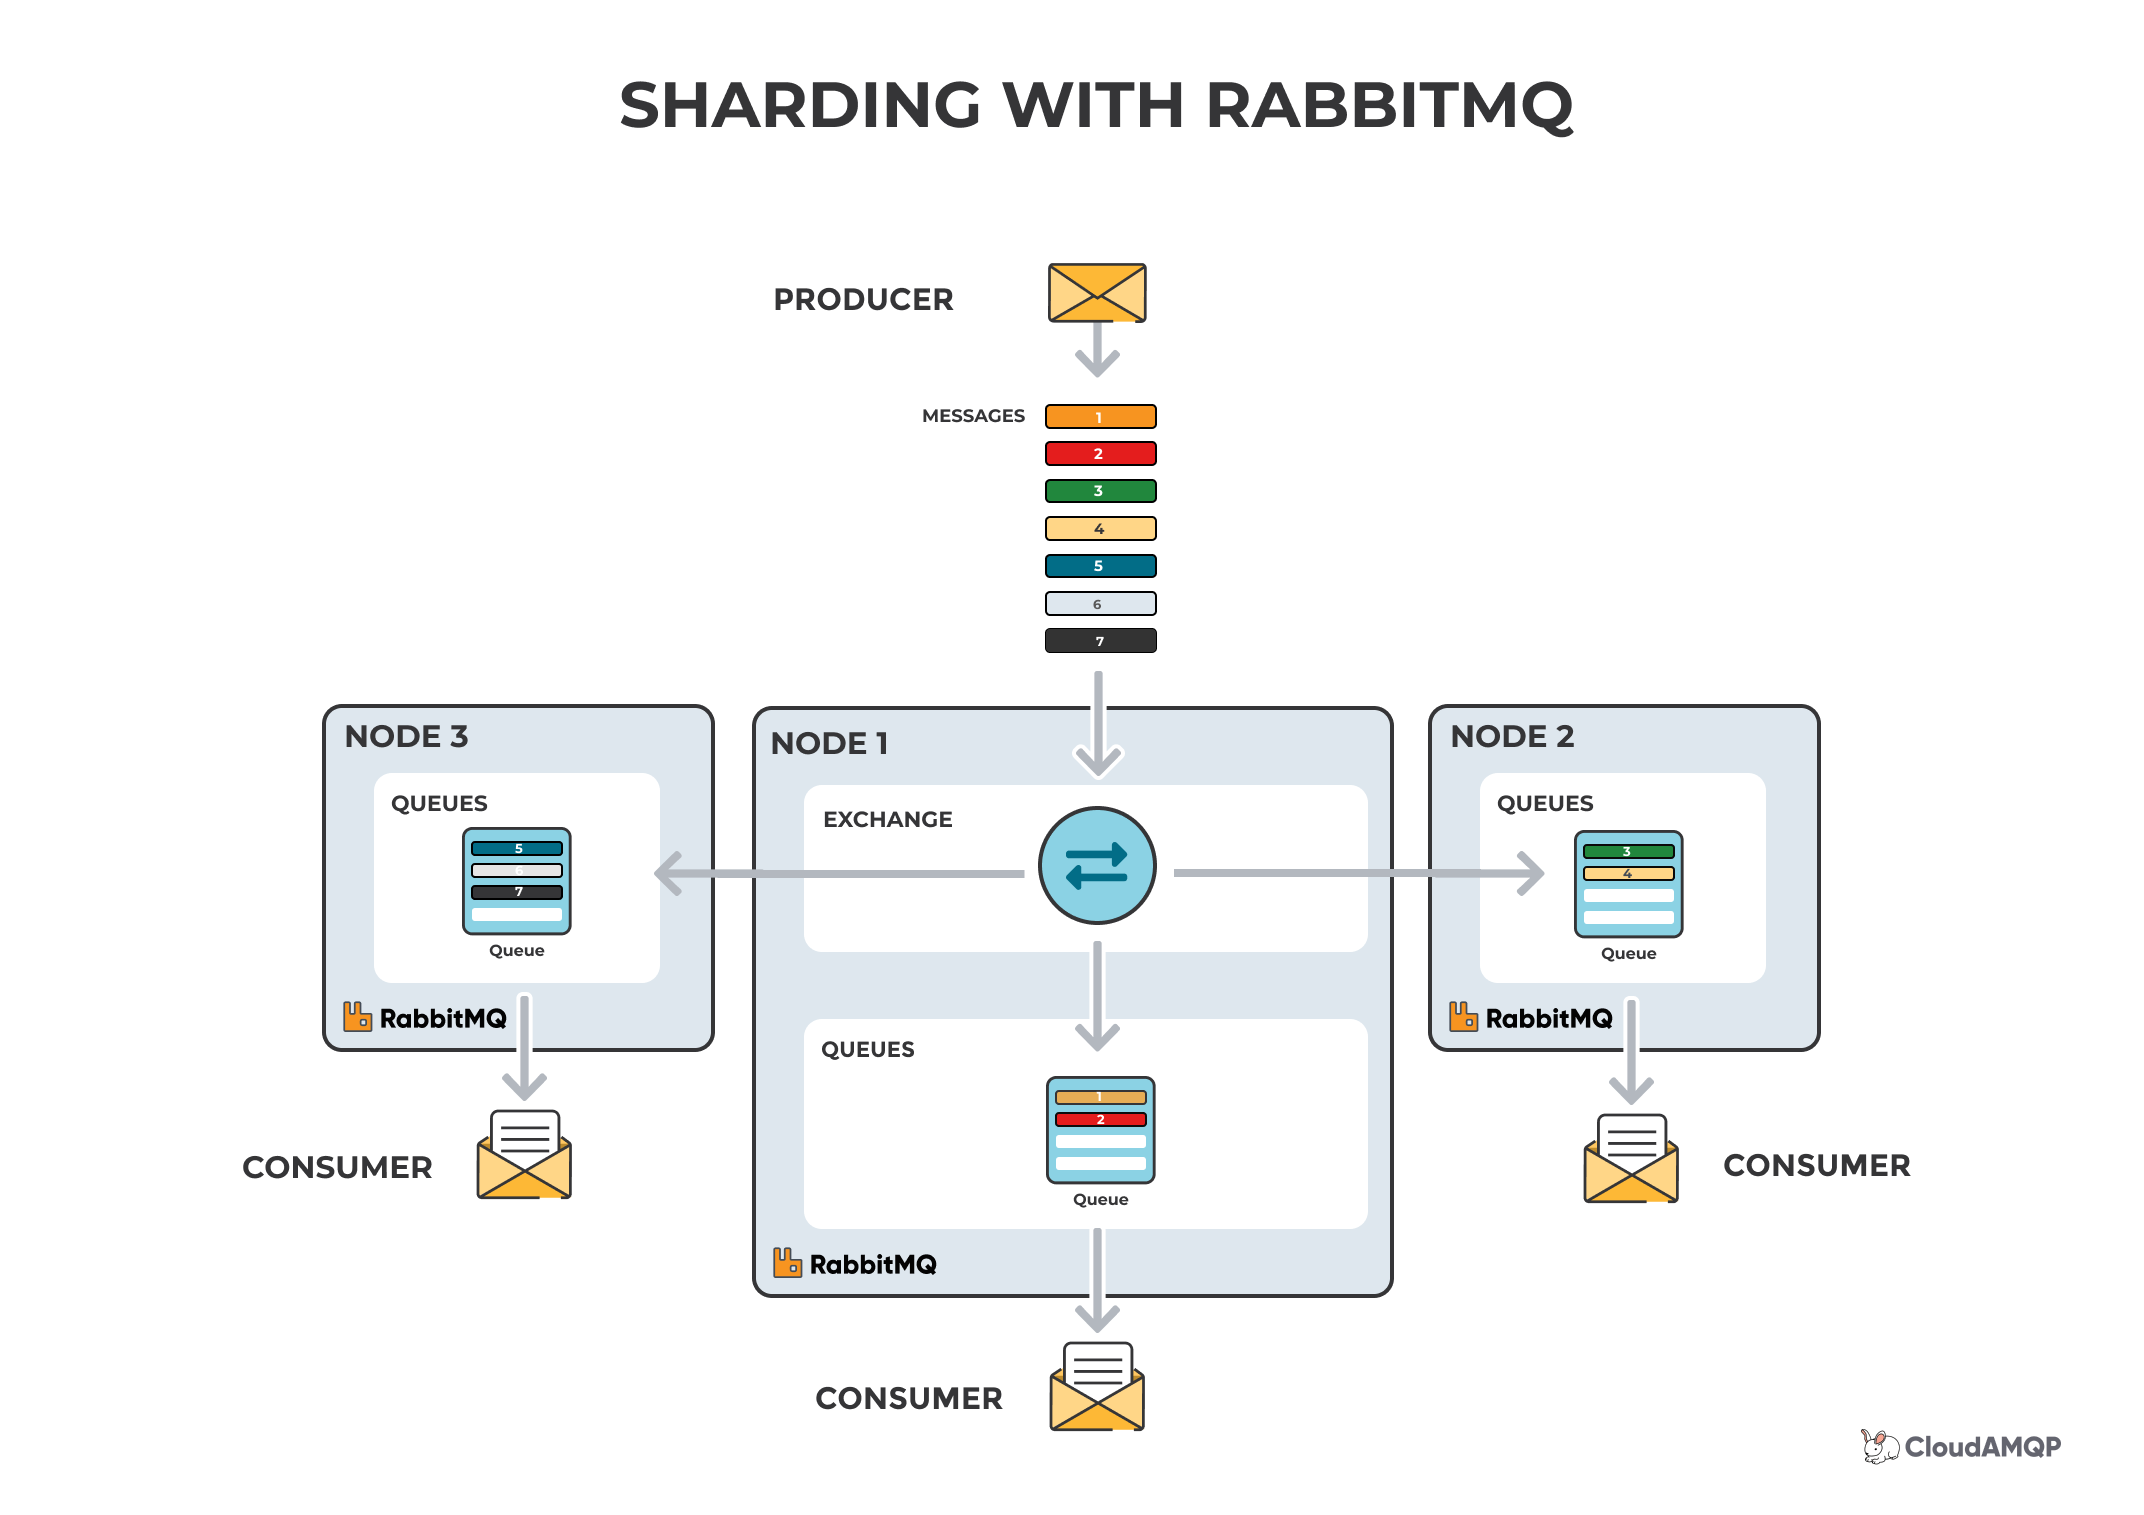 SHARDING WITH RABBITMQ
PRODUCER
MESSAGES
1
2
3
4
5
6
7
NODE 3
QUEUES
5
6
7
Queue
RabbitMQ
CONSUMER
NODE 1
EXCHANGE
QUEUES
1
2
Queue
RabbitMQ
CONSUMER
NODE 2
QUEUES
3
4
Queue
RabbitMQ
CONSUMER
CloudAMQP